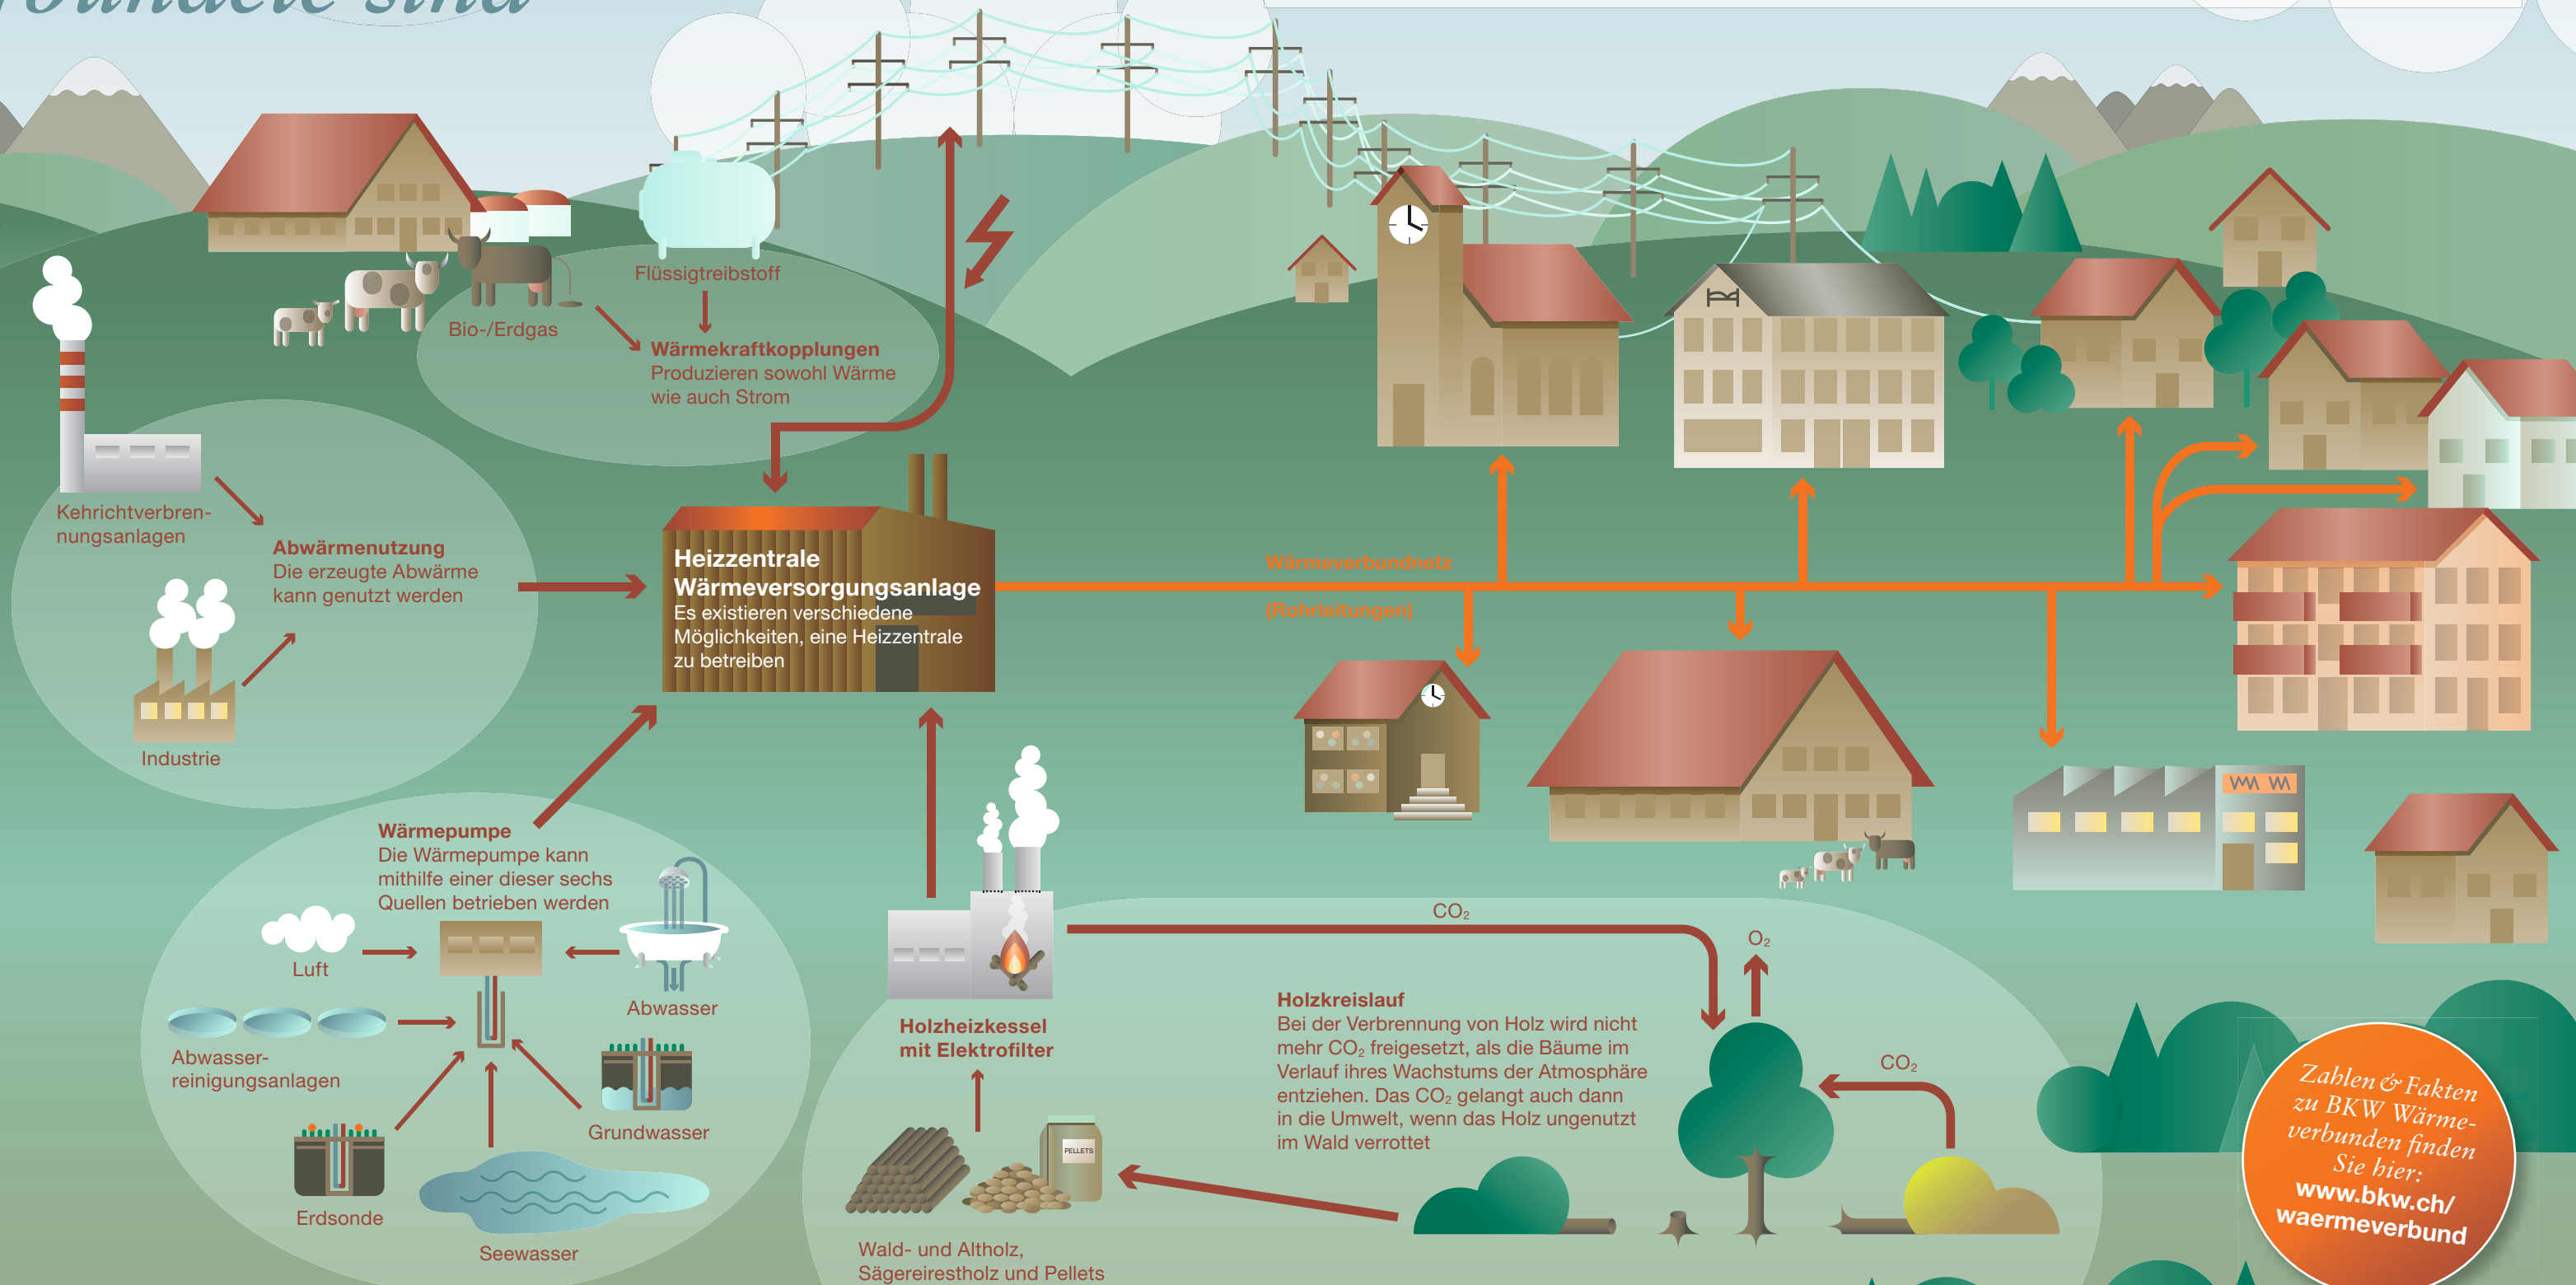 Flüssigtreibstoff
Bio-/Erdgas
Wärmekraftkopplungen
Produzieren sowohl Wärme
wie auch Strom
Kehrichtverbren-
nungsanlagen
Abwärmenutzung
Die erzeugte Abwärme
kann genutzt werden
Industrie
Heizzentrale
Wärmeversorgungsanlage
Es existieren verschiedene
Möglichkeiten, eine Heizzentrale
zu betreiben
Wärmeverbundnetz
(Rohrleitungen)
Wärmepumpe
Die Wärmepumpe kann
mithilfe einer dieser sechs
Quellen betrieben werden
Luft
Abwasser
Abwasser-
reinigungsanlagen
Grundwasser
Erdsonde
Seewasser
Holzheizkessel
mit Elektrofilter
PELLETS
Wald- und Altholz,
Sägereirestholz und Pellets
CO₂
O₂
Holzkreislauf
Bei der Verbrennung von Holz wird nicht
mehr CO₂ freigesetzt, als die Bäume im
Verlauf ihres Wachstums der Atmosphäre
entziehen. Das CO₂ gelangt auch dann
in die Umwelt, wenn das Holz ungenutzt
im Wald verrottet
CO₂
Zahlen & Fakten
zu BKW Wärme-
verbunden finden
Sie hier:
www.bkw.ch/
waermeverbund